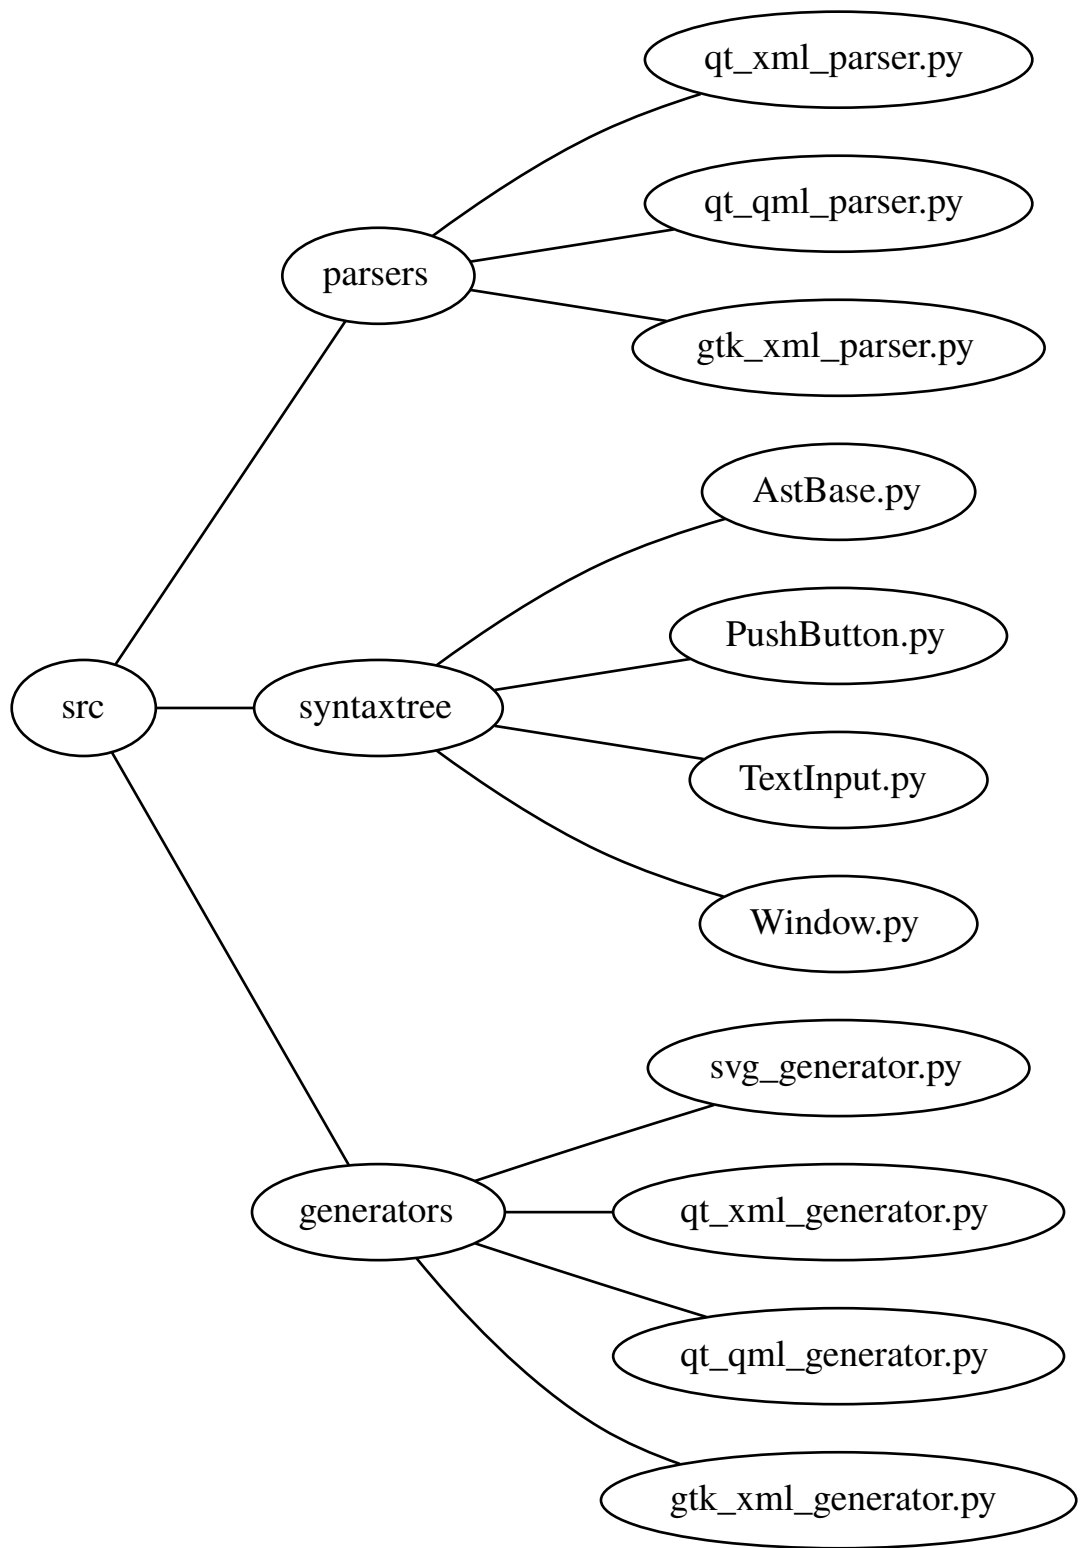 qt_xml_parser.py
qt_qml_parser.py
parsers
gtk_xml_parser.py
AstBase.py
PushButton.py
src
syntaxtree
TextInput.py
Window.py
svg_generator.py
generators
qt_xml_generator.py
qt_qml_generator.py
gtk_xml_generator.py